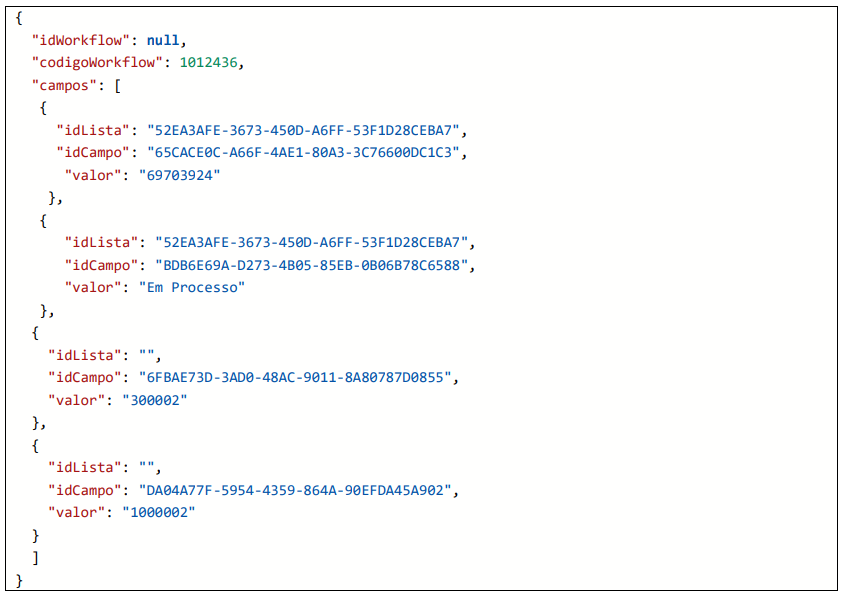 {
"idWorkflow": null,
"codigoWorkflow": 1012436,
"campos": [
{
"idLista": "52EA3AFE-3673-450D-A6FF-53F1D28CEBA7",
"idCampo": "65CACE0C-A66F-4AE1-80A3-3C76600DC1C3",
"valor": "69703924"
},
{
"idLista": "52EA3AFE-3673-450D-A6FF-53F1D28CEBA7",
"idCampo": "BDB6E69A-D273-4B05-85EB-0B06B78C6588",
"valor": "Em Processo"
},
{
"idLista": "",
"idCampo": "6FBAE73D-3AD0-48AC-9011-8A80787D0855",
"valor": "300002"
},
{
"idLista": "",
"idCampo": "DA04A77F-5954-4359-864A-90EFDA45A902",
"valor": "1000002"
}
]
}